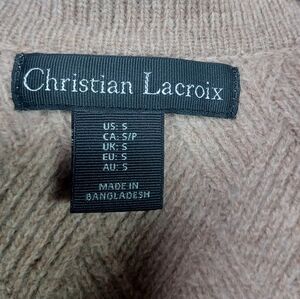 Christian Lacroix
US: S
CA: S/P
UK: S
EU: S
AU: S
MADE IN
BANGLADESH